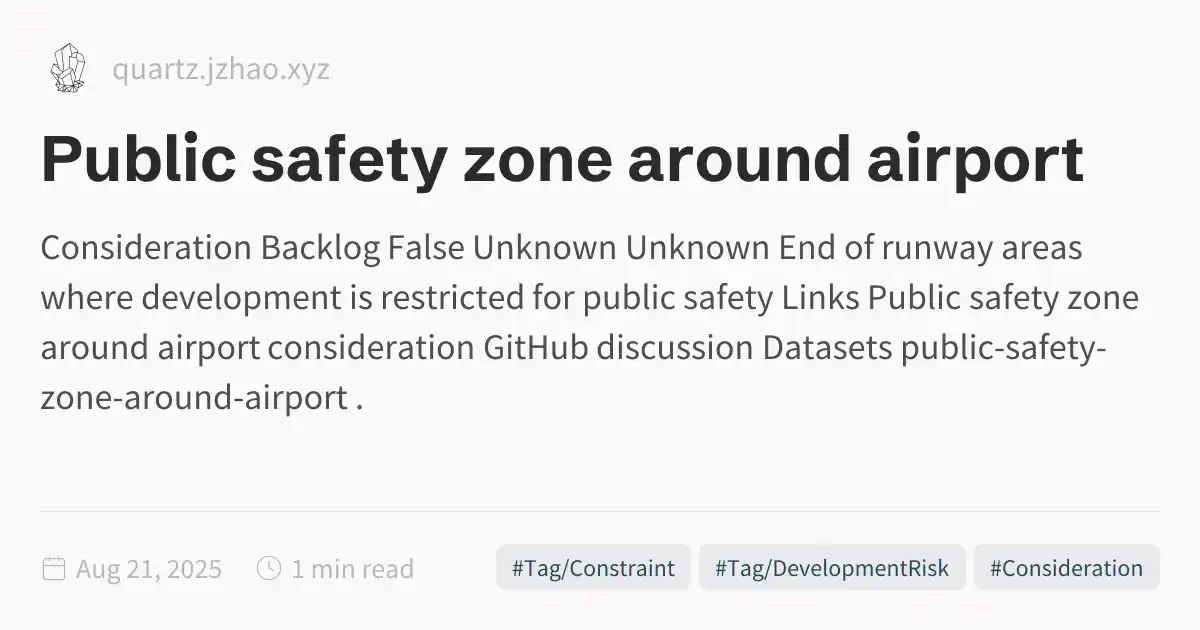 quartz.jzhao.xyz
Public safety zone around airport
Consideration Backlog False Unknown Unknown End of runway areas
where development is restricted for public safety Links Public safety zone
around airport consideration GitHub discussion Datasets public-safety-
zone-around-airport .
Aug 21, 2025 1 min read #Tag/Constraint #Tag/DevelopmentRisk #Consideration